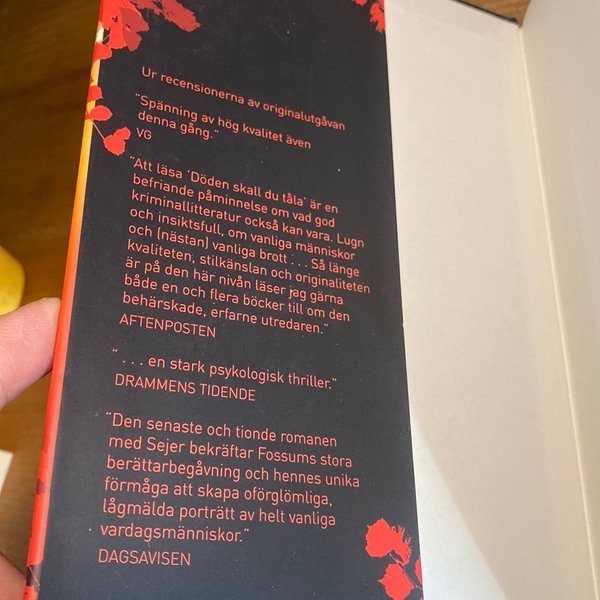 Ur recensionerna av originalutgåvan
"Spänning av hög kvalitet även
denna gång."
VG
"Att läsa 'Döden skall du tåla' är en
befriande påminnelse om vad god
kriminallitteratur också kan vara. Lugn
och insiktsfull, om vanliga människor
och (nästan) vanliga brott . . . Så länge
kvaliteten, stilkänslan och originaliteten
är på den här nivån läser jag gärna
både en och flera böcker till om den
behärskade, erfarne utredaren."
AFTENPOSTEN
" . . . en stark psykologisk thriller."
DRAMMENS TIDENDE
"Den senaste och tionde romanen
med Sejer bekräftar Fossums stora
berättarbegåvning och hennes unika
förmåga att skapa oförglömliga,
lågmälda porträtt av helt vanliga
vardagsmänniskor."
DAGSAVISEN